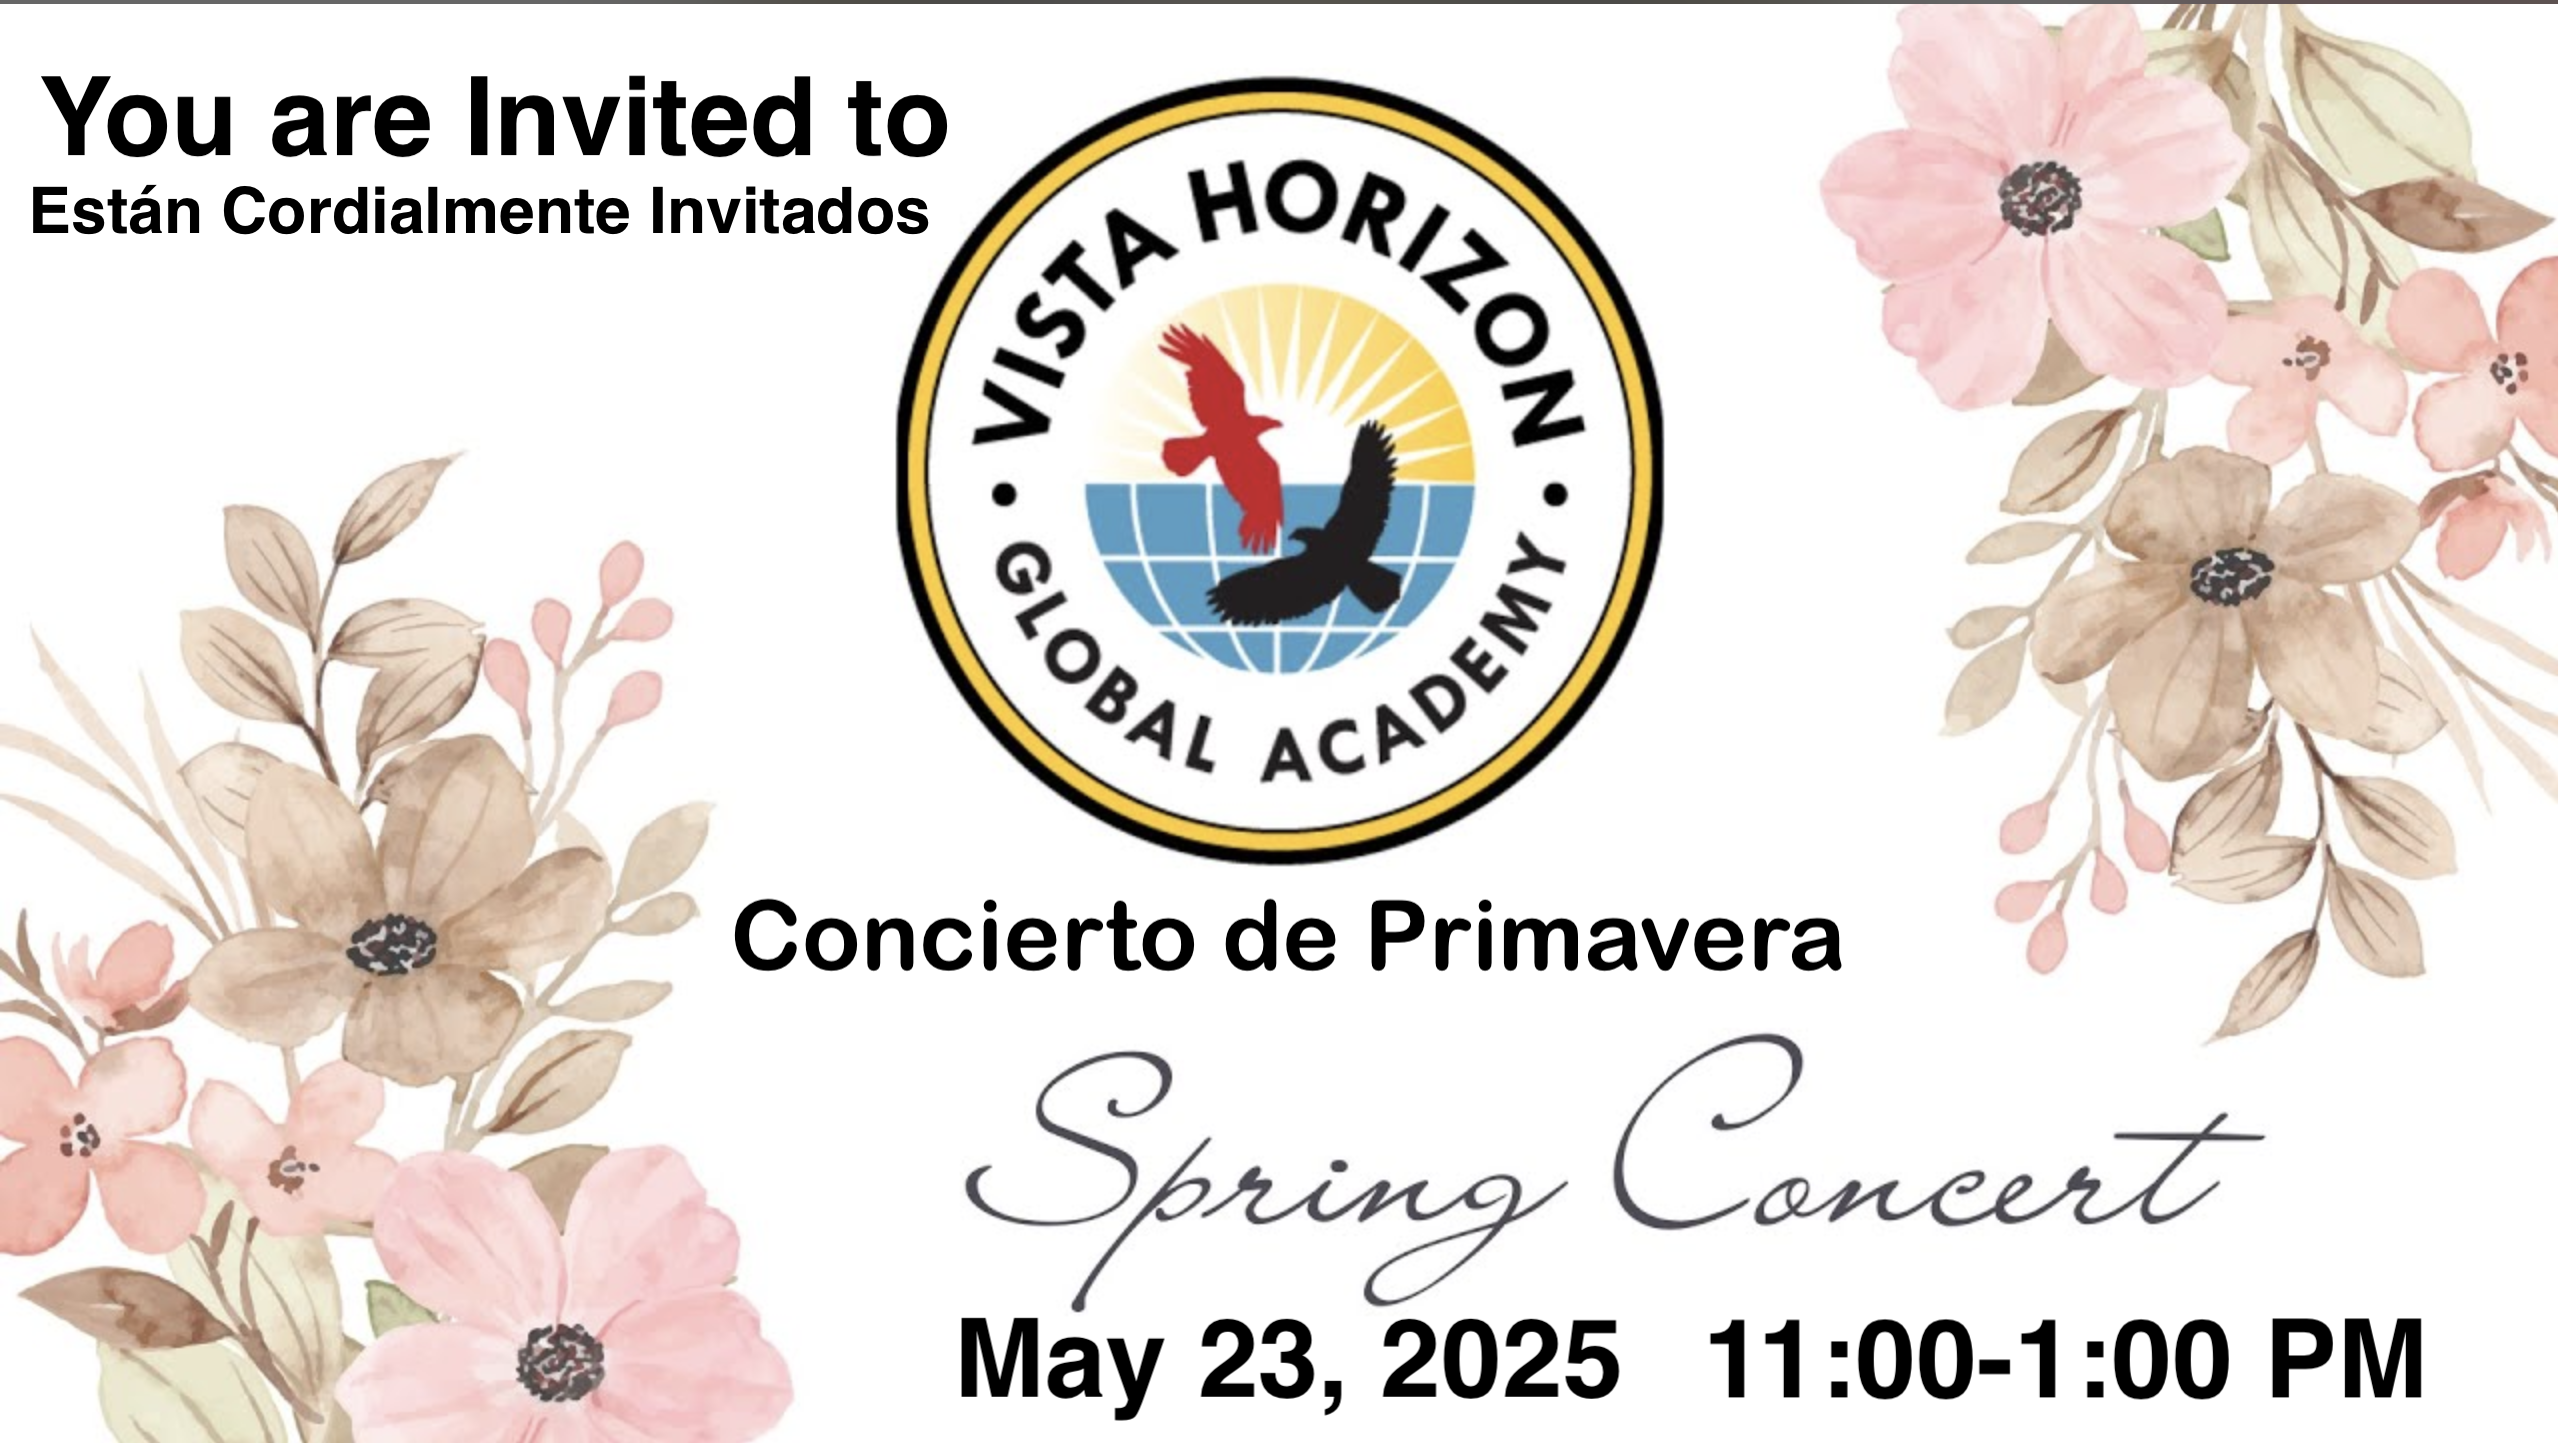 You are Invited to
Están Cordialmente Invitados
• VISTA HORIZON •
GLOBAL ACADEMY
Concierto de Primavera
Spring Concert
May 23, 2025 11:00-1:00 PM